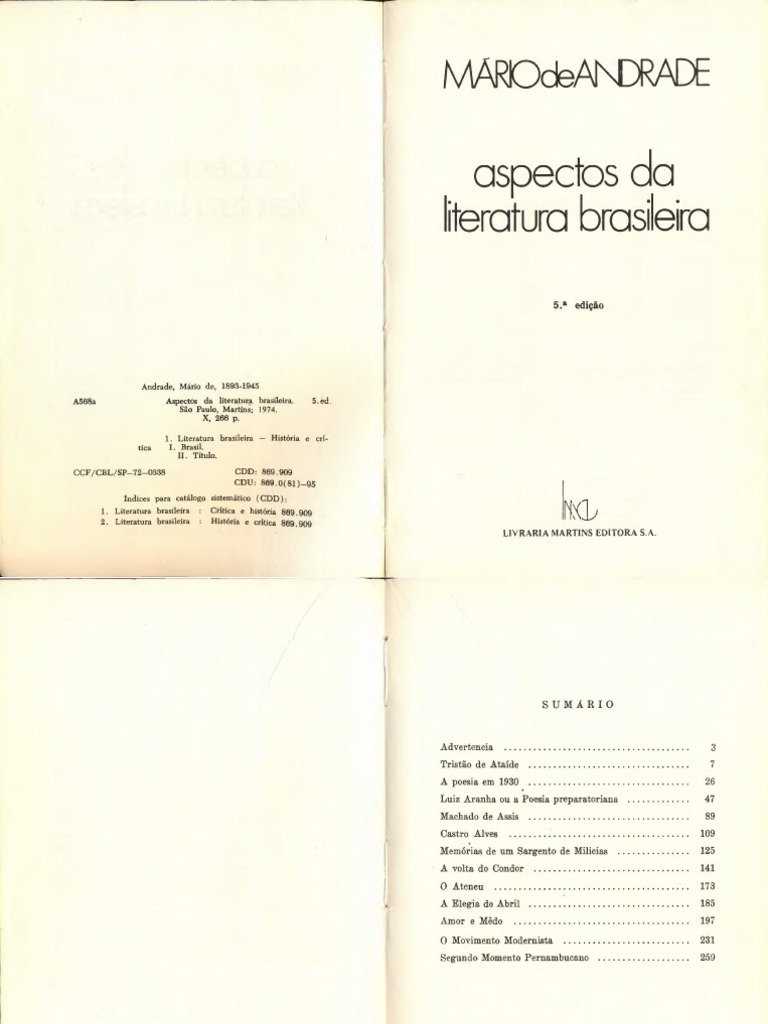 Andrade, Mário de, 1893-1945
A568a Aspectos da literatura brasileira. 5.ed.
São Paulo, Martins; 1974.
X, 266 p.
1. Literatura brasileira — História e crí-
tica I. Brasil.
II. Título.
CCF/CBL/SP-72-0338 CDD: 869.909
CDU: 869.0(81)-95
Indices para catálogo sistemático (CDD):
1. Literatura brasileira : Crítica e história 869.909
2. Literatura brasileira : História e crítica 869.909
MÁRIO de ANDRADE
aspectos da
literatura brasileira
5.ª edição
LIVRARIA MARTINS EDITORA S.A.
SUMÁRIO
Advertencia ..................................... 3
Tristão de Ataíde ................................ 7
A poesia em 1930 ................................ 26
Luiz Aranha ou a Poesia preparatoriana ............ 47
Machado de Assis ................................ 89
Castro Alves .................................... 109
Memórias de um Sargento de Milicias .............. 125
A volta do Condor ............................... 141
O Ateneu ....................................... 173
A Elegia do Abril ................................ 185
Amor e Mêdo ................................... 197
O Movimento Modernista ......................... 231
Segundo Momento Pernambucano .................. 259